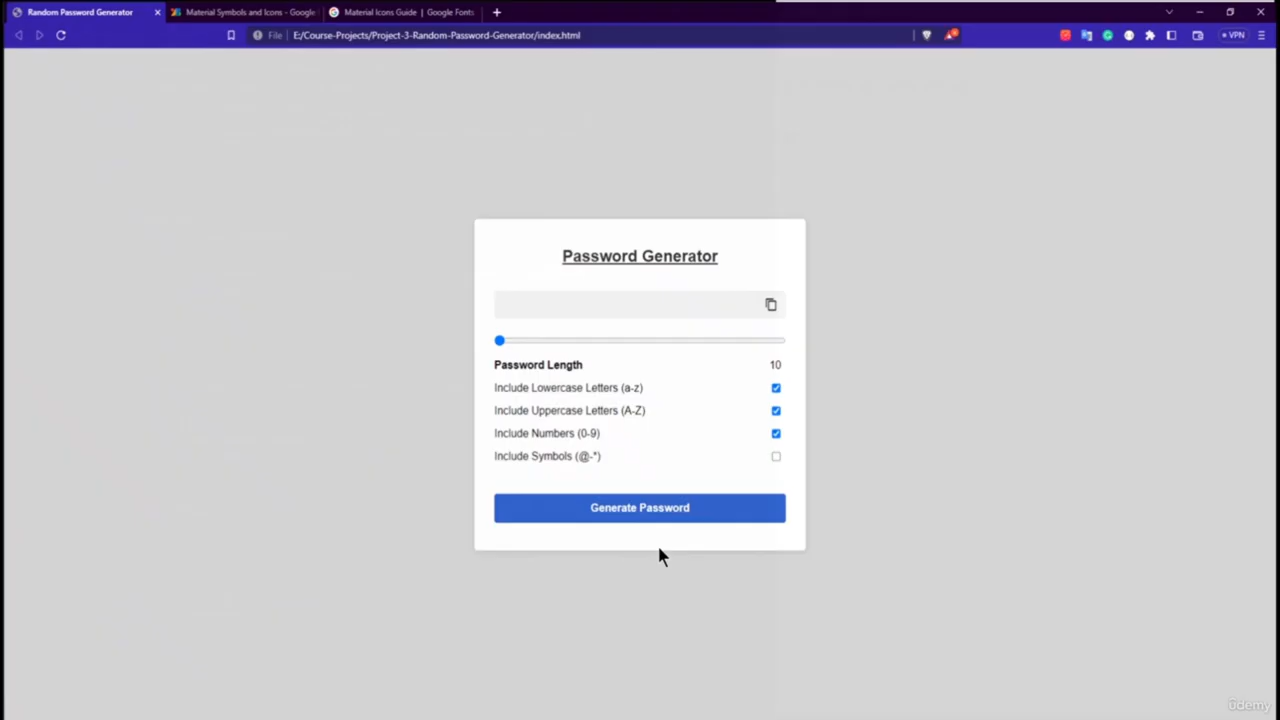 Random Password Generator
Material Symbols and Icons - Google
Material Icons Guide | Google Fonts
File
E:/Course-Projects/Project-3-Random-Password-Generator/index.html
VPN
Password Generator
Password Length 10
Include Lowercase Letters (a-z)
Include Uppercase Letters (A-Z)
Include Numbers (0-9)
Include Symbols (@-*)
Generate Password
ûdemy